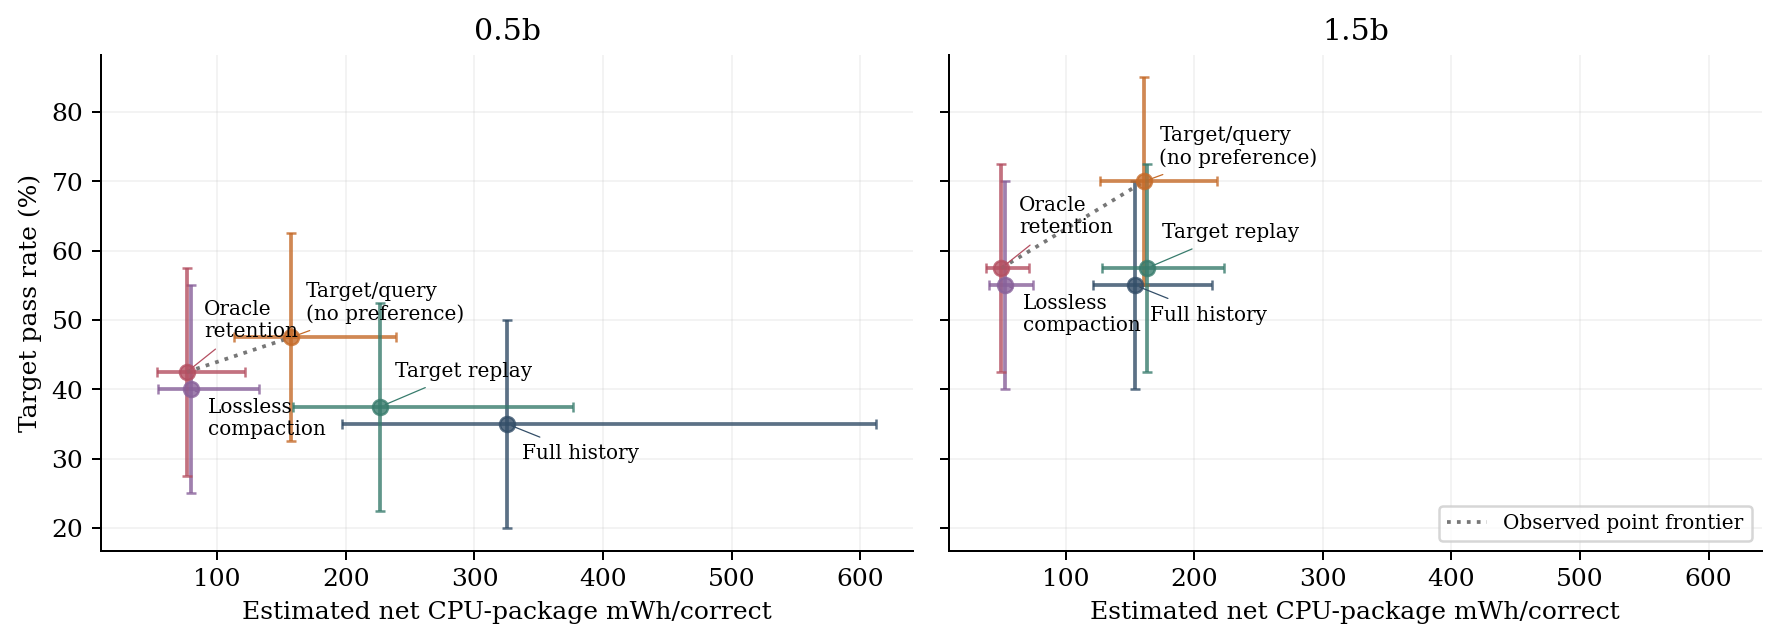 0.5b
1.5b
Target pass rate (%)
80
70
60
50
40
30
20
Oracle
retention
Target/query
(no preference)
Target replay
Lossless
compaction
Full history
100
200
300
400
500
600
Estimated net CPU-package mWh/correct
Target/query
(no preference)
Oracle
retention
Target replay
Lossless
compaction
Full history
Observed point frontier
100
200
300
400
500
600
Estimated net CPU-package mWh/correct